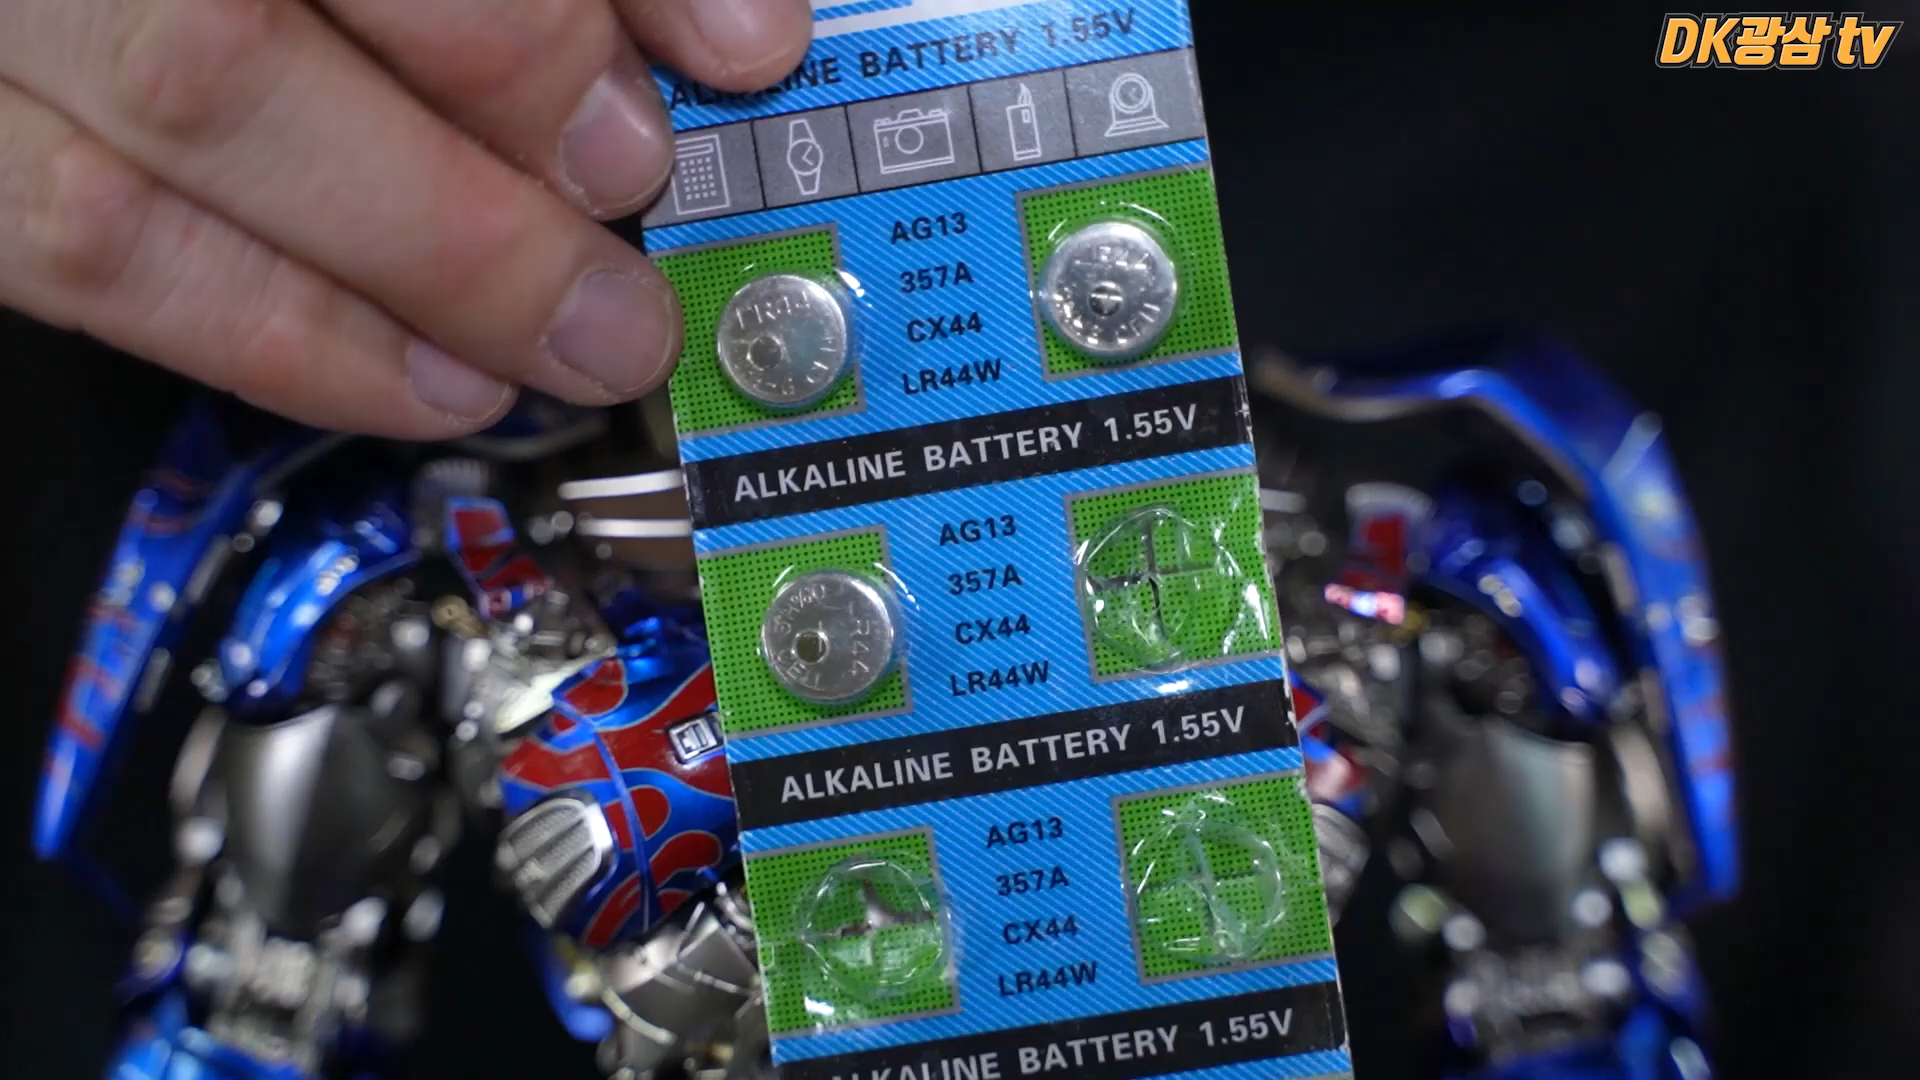 DK광삼 tv
ALKALINE BATTERY 1.55V
AG13
357A
CX44
LR44W
LR44
ALKALINE BATTERY 1.55V
AG13
357A
CX44
LR44W
LR44
ALKALINE BATTERY 1.55V
AG13
357A
CX44
LR44W
ALKALINE BATTERY 1.55V